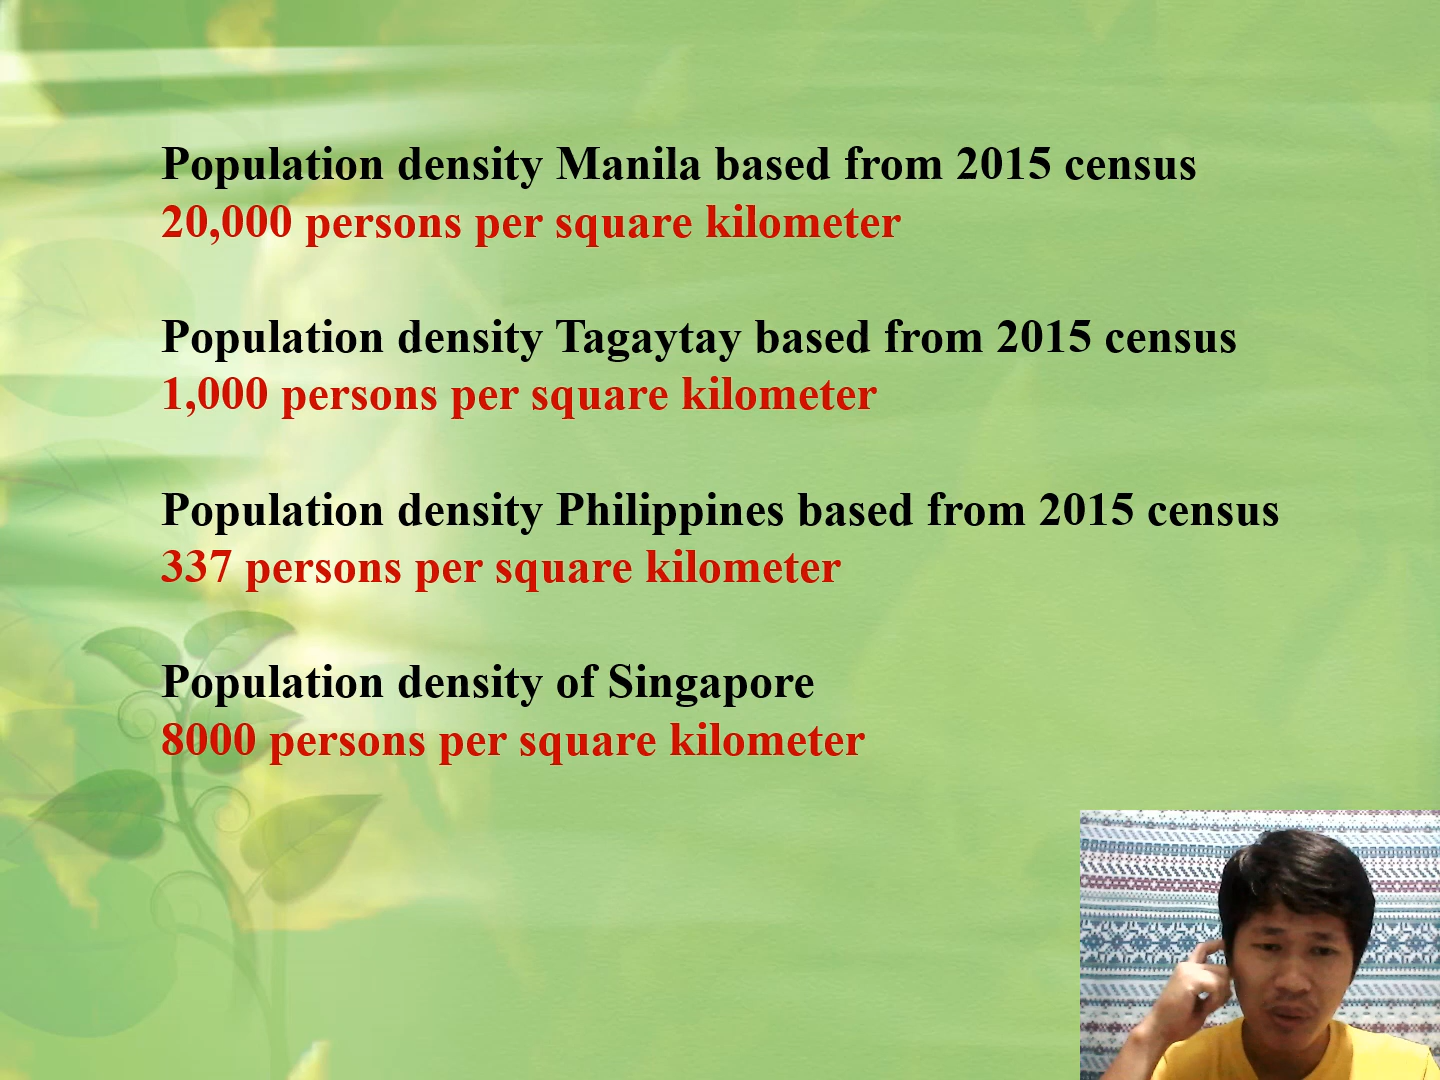 Population density Manila based from 2015 census
20,000 persons per square kilometer
Population density Tagaytay based from 2015 census
1,000 persons per square kilometer
Population density Philippines based from 2015 census
337 persons per square kilometer
Population density of Singapore
8000 persons per square kilometer